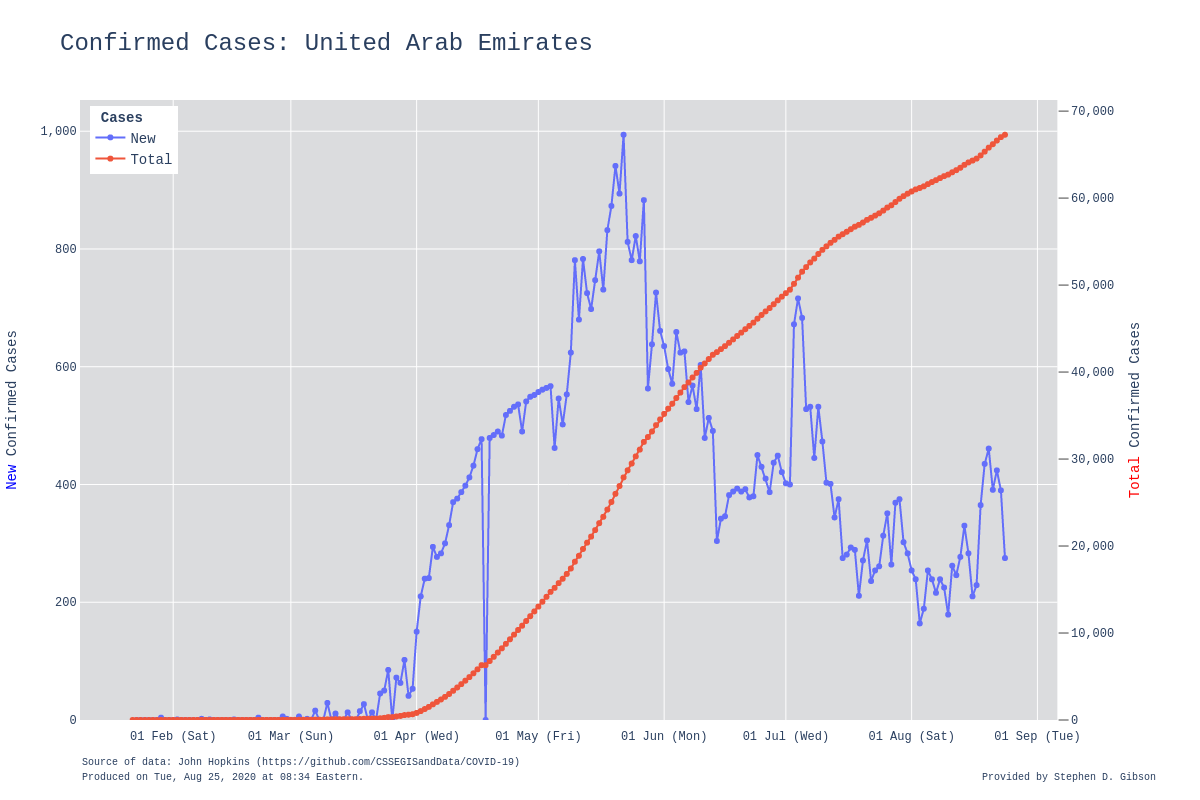 Confirmed Cases: United Arab Emirates
Cases
New
Total
1,000
800
600
400
200
0
New Confirmed Cases
70,000
60,000
50,000
40,000
30,000
20,000
10,000
0
Total Confirmed Cases
01 Feb (Sat) 01 Mar (Sun) 01 Apr (Wed) 01 May (Fri) 01 Jun (Mon) 01 Jul (Wed) 01 Aug (Sat) 01 Sep (Tue)
Source of data: John Hopkins (https://github.com/CSSEGISandData/COVID-19)
Produced on Tue, Aug 25, 2020 at 08:34 Eastern.
Provided by Stephen D. Gibson